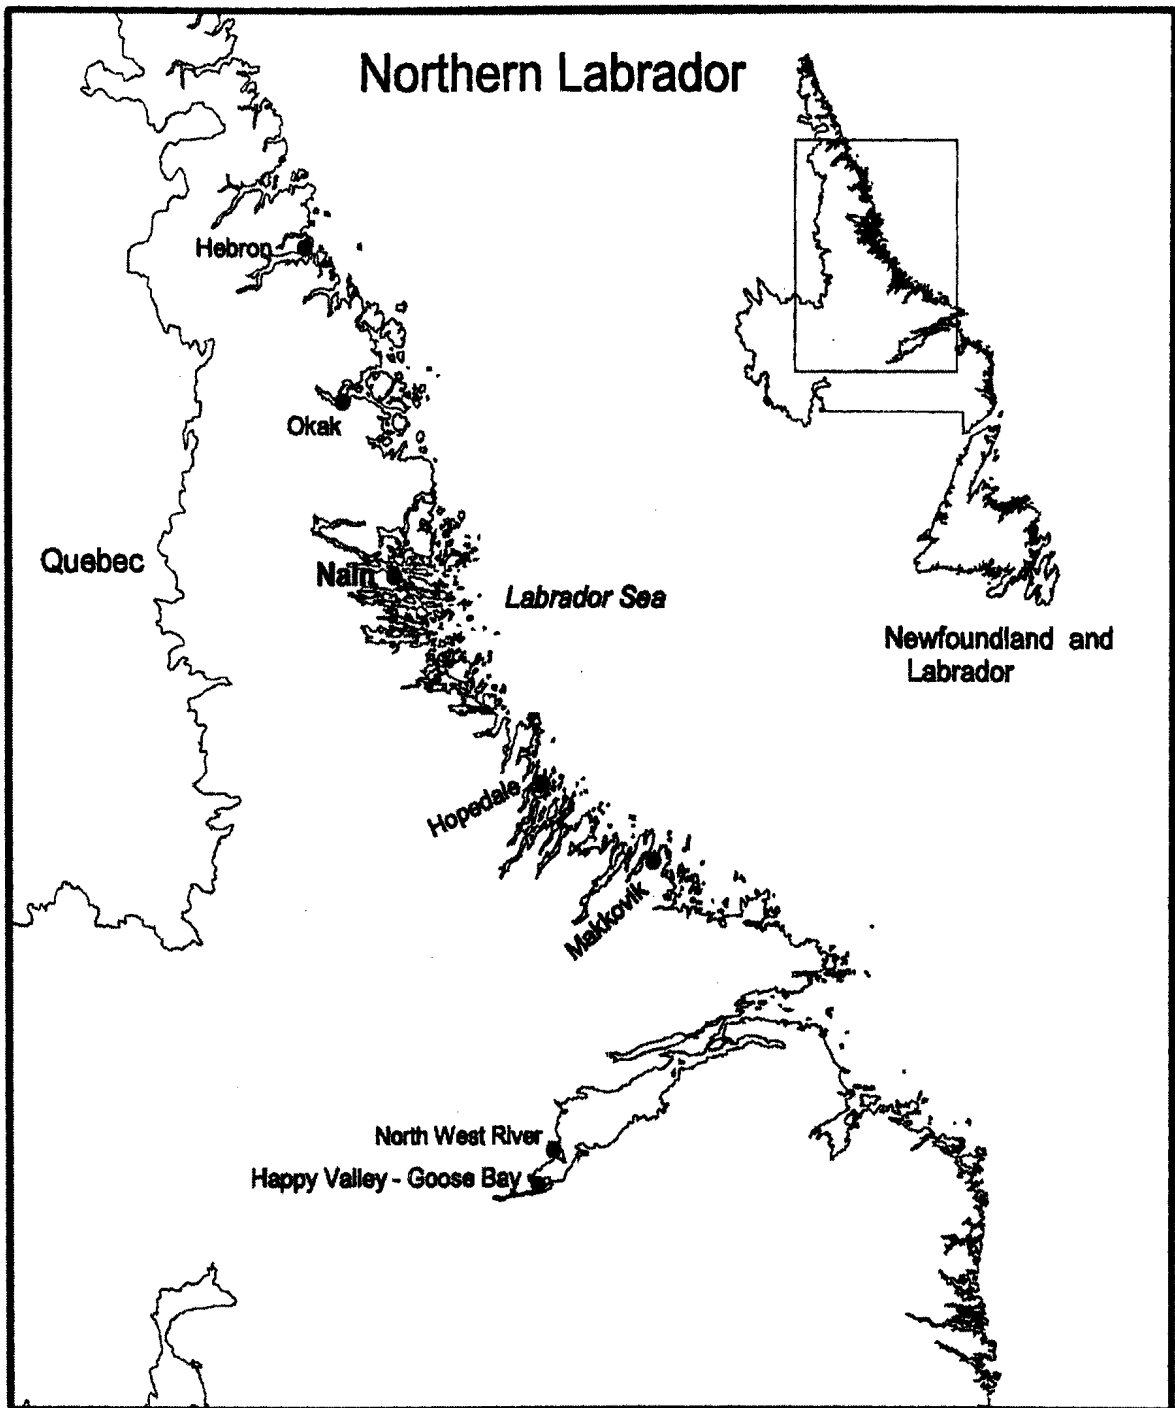 Northern Labrador
Hebron
Okak
Quebec
Nain
Labrador Sea
Newfoundland and
Labrador
Hopedale
Makkovik
North West River
Happy Valley - Goose Bay